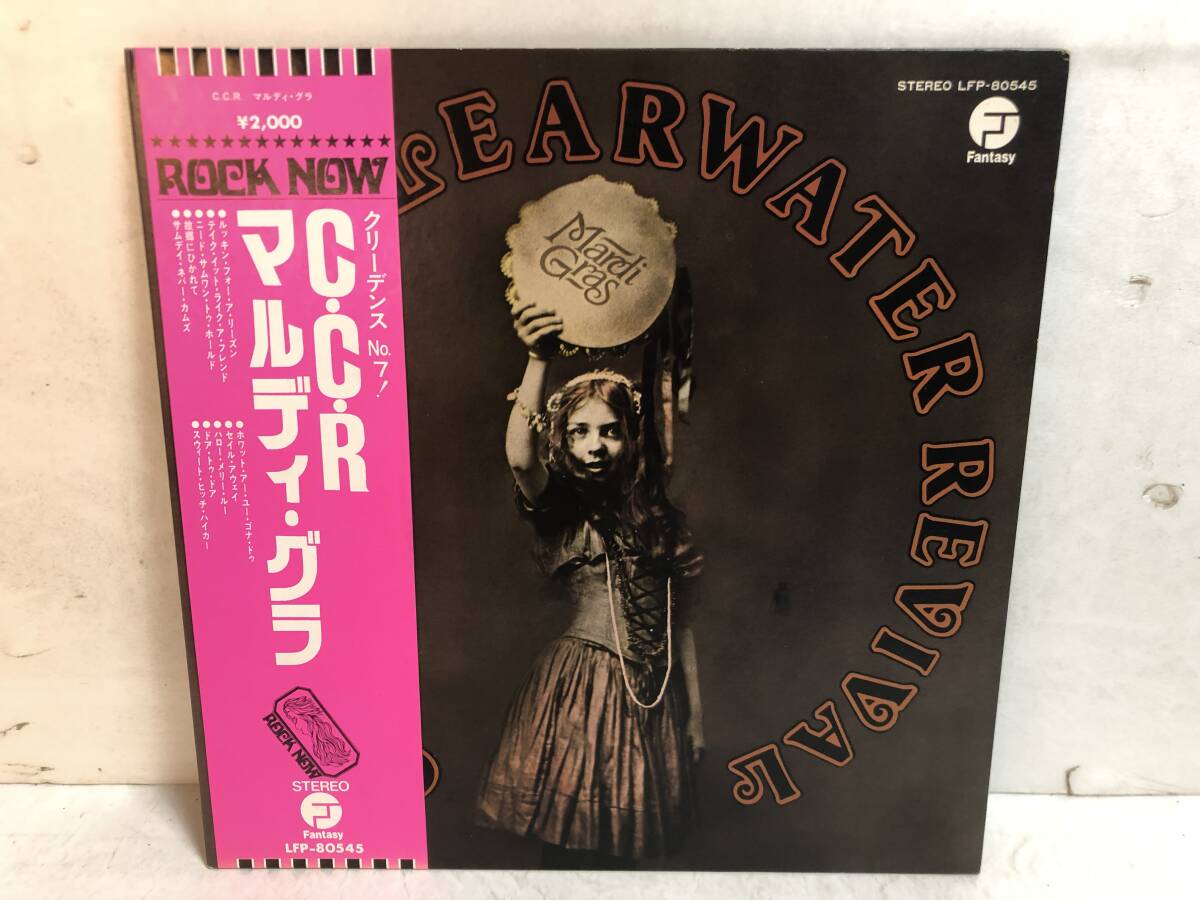 C.C.R. マルディ・グラ
¥2,000
ROCK NOW
クリーデンス No.7!
C・C・R
マルディ・グラ
●ルッキン・フォー・ア・リーズン
●テイク・イット・ライク・ア・フレンド
●ニード・サムワン・トゥ・ホールド
●故郷にひかれて
●サムデイ・ネバー・カムズ
●ホワット・アー・ユー・ゴナ・ドゥ
●セイル・アウェイ
●ハロー・メリー・ルー
●ドア・トゥ・ドア
●スウィート・ヒッチ・ハイカー
ROCK NOW
STEREO
Fantasy
LFP-80545
STEREO LFP-80545
Fantasy
LEARWATER REVIVAL
Mardi
Gras